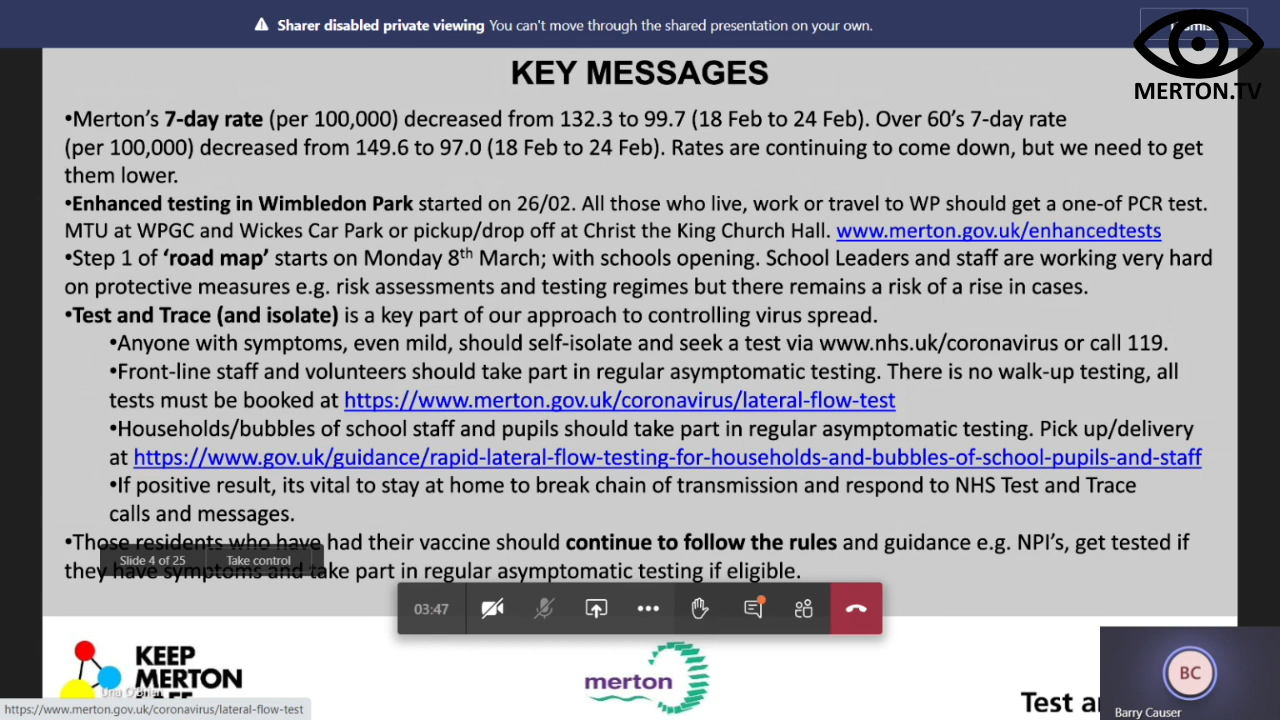 Sharer disabled private viewing You can't move through the shared presentation on your own.
MERTON.TV
KEY MESSAGES
•Merton's 7-day rate (per 100,000) decreased from 132.3 to 99.7 (18 Feb to 24 Feb). Over 60's 7-day rate
(per 100,000) decreased from 149.6 to 97.0 (18 Feb to 24 Feb). Rates are continuing to come down, but we need to get
them lower.
•Enhanced testing in Wimbledon Park started on 26/02. All those who live, work or travel to WP should get a one-of PCR test.
MTU at WPGC and Wickes Car Park or pickup/drop off at Christ the King Church Hall. www.merton.gov.uk/enhancedtests
•Step 1 of ‘road map’ starts on Monday 8th March; with schools opening. School Leaders and staff are working very hard
on protective measures e.g. risk assessments and testing regimes but there remains a risk of a rise in cases.
•Test and Trace (and isolate) is a key part of our approach to controlling virus spread.
•Anyone with symptoms, even mild, should self-isolate and seek a test via www.nhs.uk/coronavirus or call 119.
•Front-line staff and volunteers should take part in regular asymptomatic testing. There is no walk-up testing, all
tests must be booked at https://www.merton.gov.uk/coronavirus/lateral-flow-test
•Households/bubbles of school staff and pupils should take part in regular asymptomatic testing. Pick up/delivery
at https://www.gov.uk/guidance/rapid-lateral-flow-testing-for-households-and-bubbles-of-school-pupils-and-staff
•If positive result, its vital to stay at home to break chain of transmission and respond to NHS Test and Trace
calls and messages.
•Those residents who have had their vaccine should continue to follow the rules and guidance e.g. NPI's, get tested if
they have symptoms and take part in regular asymptomatic testing if eligible.
Slide 4 of 25 Take control
03:47
KEEP
MERTON
Una O'Brien
merton
Test
BC
Barry Causer
https://www.merton.gov.uk/coronavirus/lateral-flow-test